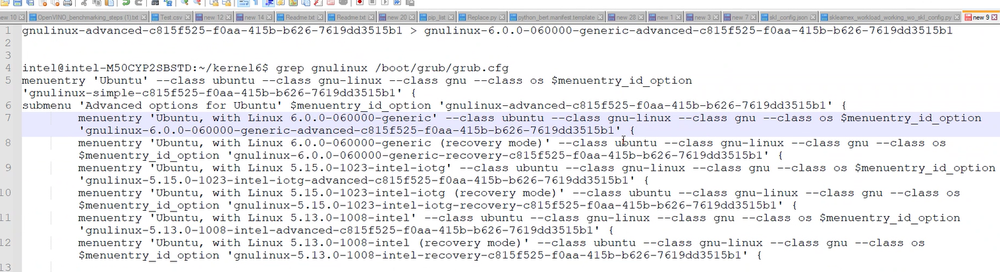 new 10 OpenVINO_benchmarking_steps (1).txt Test csv new 12 new 14 Readme.txt Readme.txt new 20 pip_list Replace.py python_bert.manifest.template new 28 new 1 new 3 new 7 skl_config.json sklearnex_workload_working_wo_skl_config.py new 9
1 gnulinux-advanced-c815f525-f0aa-415b-b626-7619dd3515b1 > gnulinux-6.0.0-060000-generic-advanced-c815f525-f0aa-415b-b626-7619dd3515b1
2
3
4 intel@intel-M50CYP2SBSTD:~/kernel6$ grep gnulinux /boot/grub/grub.cfg
5 menuentry 'Ubuntu' --class ubuntu --class gnu-linux --class gnu --class os $menuentry_id_option
'gnulinux-simple-c815f525-f0aa-415b-b626-7619dd3515b1' {
6 submenu 'Advanced options for Ubuntu' $menuentry_id_option 'gnulinux-advanced-c815f525-f0aa-415b-b626-7619dd3515b1' {
7 menuentry 'Ubuntu, with Linux 6.0.0-060000-generic' --class ubuntu --class gnu-linux --class gnu --class os $menuentry_id_option
'gnulinux-6.0.0-060000-generic-advanced-c815f525-f0aa-415b-b626-7619dd3515b1' {
8 menuentry 'Ubuntu, with Linux 6.0.0-060000-generic (recovery mode)' --class ubuntu --class gnu-linux --class gnu --class os
$menuentry_id_option 'gnulinux-6.0.0-060000-generic-recovery-c815f525-f0aa-415b-b626-7619dd3515b1' {
9 menuentry 'Ubuntu, with Linux 5.15.0-1023-intel-iotg' --class ubuntu --class gnu-linux --class gnu --class os $menuentry_id_option
'gnulinux-5.15.0-1023-intel-iotg-advanced-c815f525-f0aa-415b-b626-7619dd3515b1' {
10 menuentry 'Ubuntu, with Linux 5.15.0-1023-intel-iotg (recovery mode)' --class ubuntu --class gnu-linux --class gnu --class os
$menuentry_id_option 'gnulinux-5.15.0-1023-intel-iotg-recovery-c815f525-f0aa-415b-b626-7619dd3515b1' {
11 menuentry 'Ubuntu, with Linux 5.13.0-1008-intel' --class ubuntu --class gnu-linux --class gnu --class os $menuentry_id_option
'gnulinux-5.13.0-1008-intel-advanced-c815f525-f0aa-415b-b626-7619dd3515b1' {
12 menuentry 'Ubuntu, with Linux 5.13.0-1008-intel (recovery mode)' --class ubuntu --class gnu-linux --class gnu --class os
$menuentry_id_option 'gnulinux-5.13.0-1008-intel-recovery-c815f525-f0aa-415b-b626-7619dd3515b1' {
13